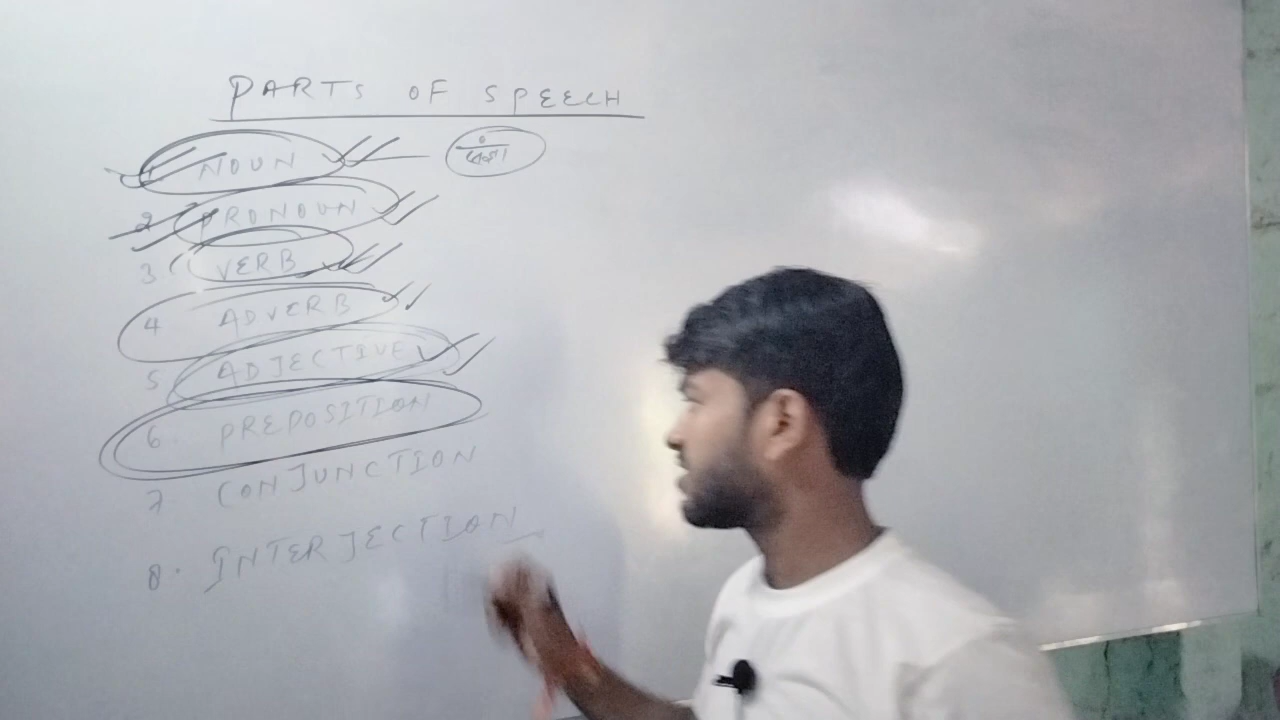 PARTS OF SPEECH
1 NOUN
2 PRONOUN
3 VERB
4 ADVERB
5 ADJECTIVE
6. PREPOSITION
7 CONJUNCTION
8. INTERJECTION